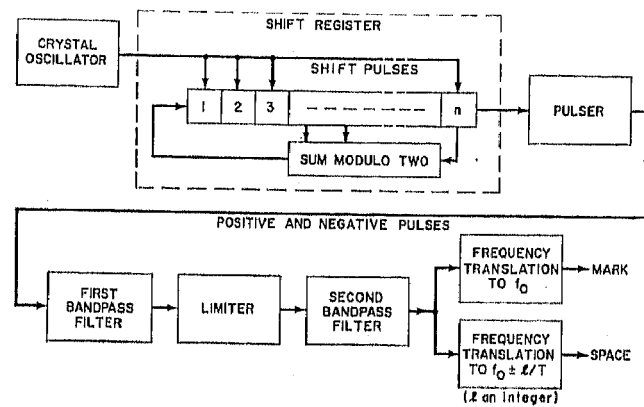 SHIFT REGISTER
CRYSTAL
OSCILLATOR
SHIFT PULSES
1 2 3 n
PULSER
SUM MODULO TWO
POSITIVE AND NEGATIVE PULSES
FIRST
BANDPASS
FILTER
LIMITER
SECOND
BANDPASS
FILTER
FREQUENCY
TRANSLATION
TO f0
MARK
FREQUENCY
TRANSLATION
TO f0 ± ℓ/T
SPACE
(ℓ an Integer)